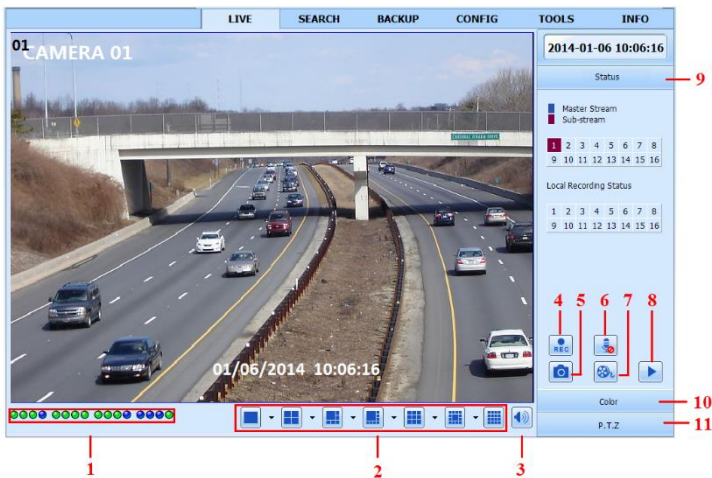 LIVE SEARCH BACKUP CONFIG TOOLS INFO
01
CAMERA 01
2014-01-06 10:06:16
Status
9
Master Stream
Sub-stream
1 2 3 4 5 6 7 8
9 10 11 12 13 14 15 16
Local Recording Status
1 2 3 4 5 6 7 8
9 10 11 12 13 14 15 16
4 5 6 7 8
REC
01/06/2014 10:06:16
Color
10
P.T.Z
11
1 2 3